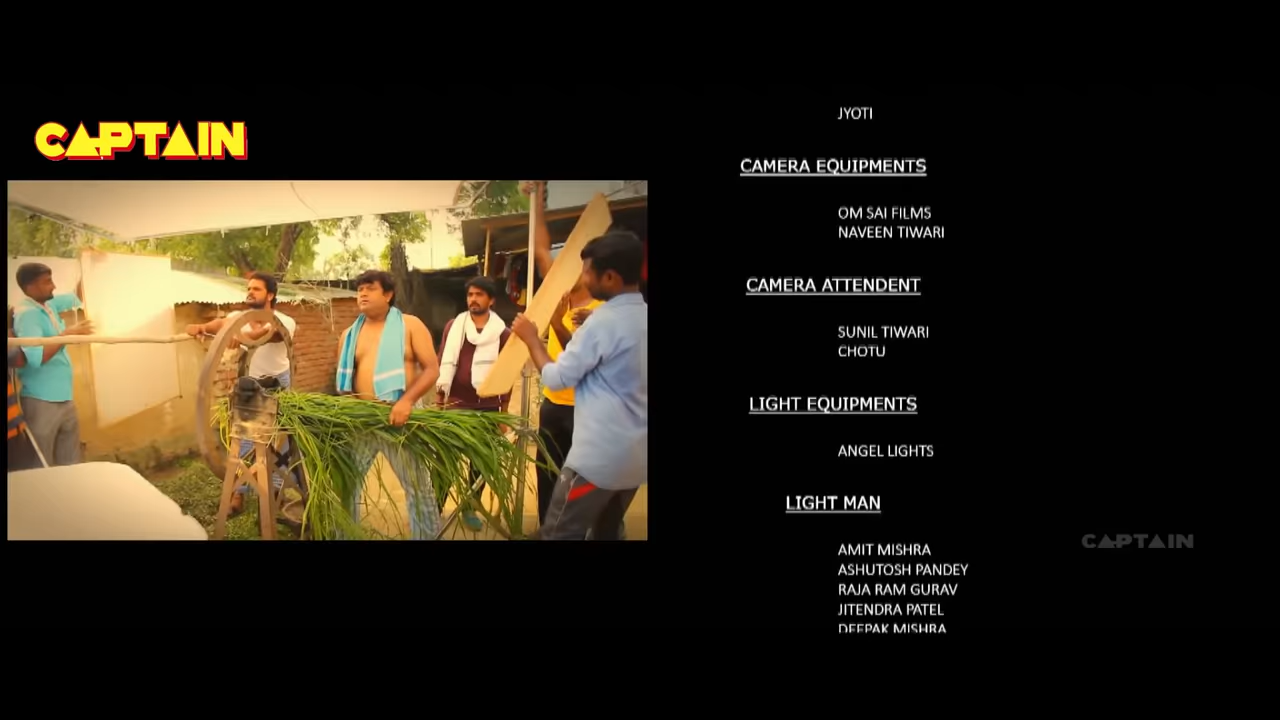 CAPTAIN
JYOTI
CAMERA EQUIPMENTS
OM SAI FILMS
NAVEEN TIWARI
CAMERA ATTENDENT
SUNIL TIWARI
CHOTU
LIGHT EQUIPMENTS
ANGEL LIGHTS
LIGHT MAN
AMIT MISHRA
ASHUTOSH PANDEY
RAJA RAM GURAV
JITENDRA PATEL
DEEPAK MISHRA
CAPTAIN